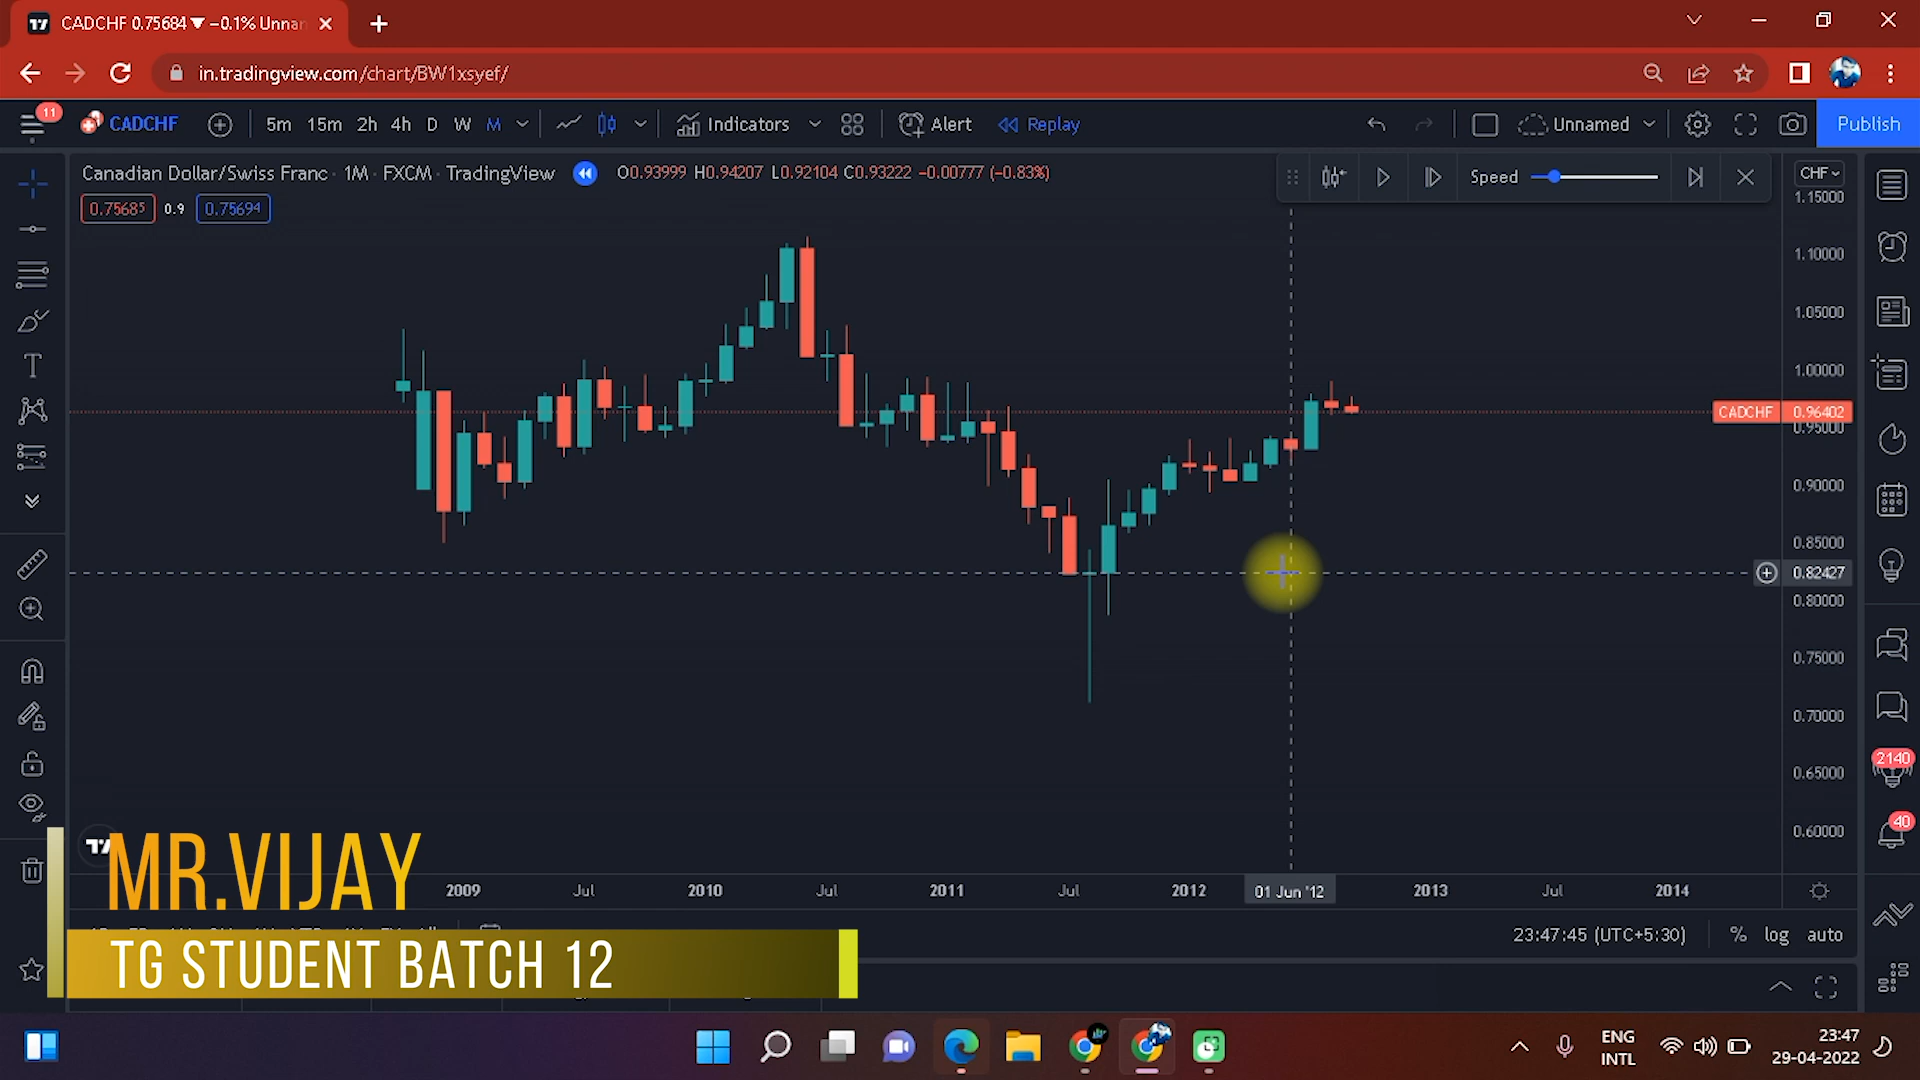 CADCHF 0.75684 ▼ −0.1% Unnan
in.tradingview.com/chart/BW1xsyef/
11
CADCHF 5m 15m 2h 4h D W M Indicators Alert Replay Unnamed Publish
Canadian Dollar/Swiss Franc · 1M · FXCM · TradingView O0.93999 H0.94207 L0.92104 C0.93222 −0.00777 (−0.83%)
Speed
CHF
0.75685 0.9 0.75694
1.15000
1.10000
1.05000
1.00000
CADCHF 0.96402
0.95000
0.90000
0.85000
0.82427
0.80000
0.75000
0.70000
0.65000
0.60000
2140
40
2009 Jul 2010 Jul 2011 Jul 2012 01 Jun '12 2013 Jul 2014
23:47:45 (UTC+5:30) % log auto
MR.VIJAY
TG STUDENT BATCH 12
ENG
INTL
23:47
29-04-2022